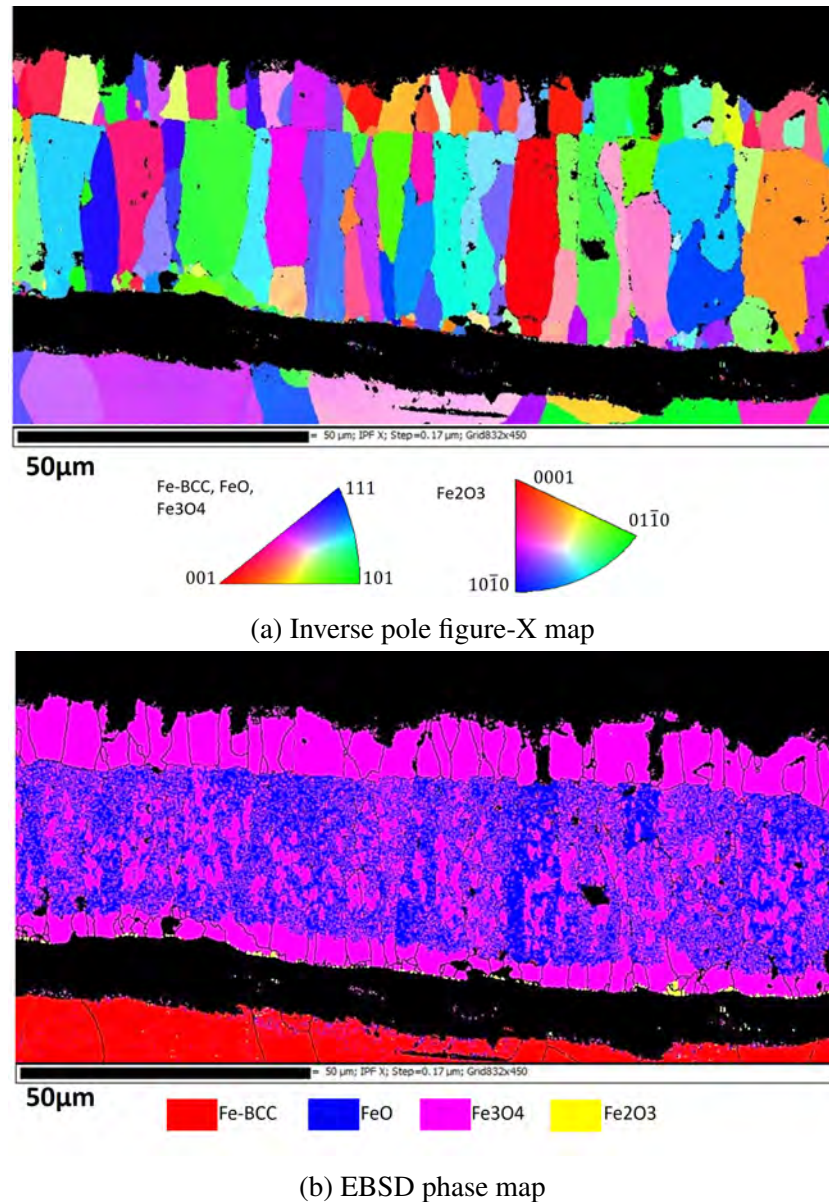 = 50 µm; IPF X; Step=0.17 µm; Grid832x450
50µm
Fe-BCC, FeO,
Fe3O4
111
001
101
Fe2O3
0001
011̅0
101̅0
(a) Inverse pole figure-X map
= 50 µm; IPF X; Step=0.17 µm; Grid832x450
50µm
Fe-BCC FeO Fe3O4 Fe2O3
(b) EBSD phase map